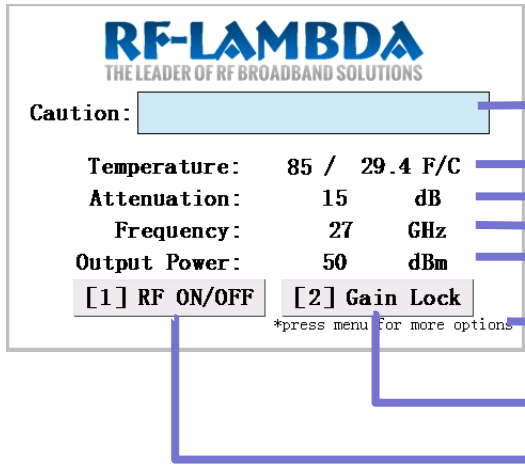 RF-LAMBDA
THE LEADER OF RF BROADBAND SOLUTIONS
Caution:
Temperature: 85 / 29.4 F/C
Attenuation: 15 dB
Frequency: 27 GHz
Output Power: 50 dBm
[1] RF ON/OFF [2] Gain Lock
*press menu for more options